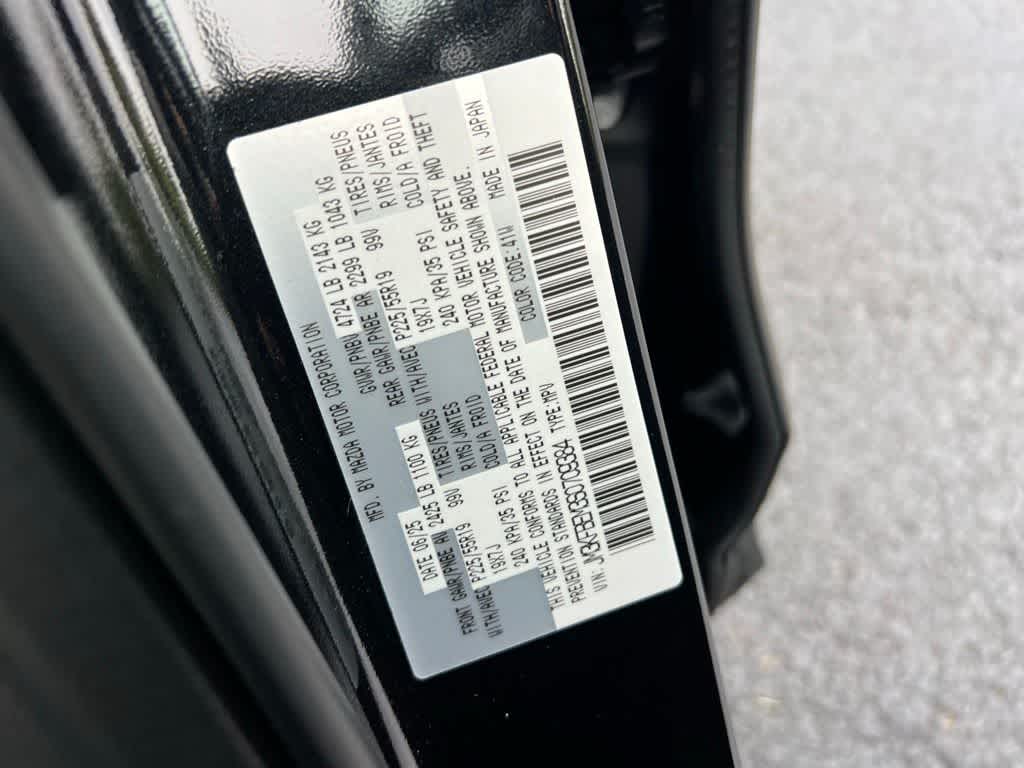 MFD. BY MAZDA MOTOR CORPORATION
DATE 06/25 GVWR/PNBV 4724 LB 2143 KG
FRONT GAWR/PNBE AV 2425 LB 1100 KG REAR GAWR/PNBE AR 2299 LB 1043 KG
WITH/AVEC P225/55R19 99V TIRES/PNEUS WITH/AVEC P225/55R19 99V TIRES/PNEUS
19X7J RIMS/JANTES 19X7J RIMS/JANTES
240 KPA/35 PSI COLD/A FROID 240 KPA/35 PSI COLD/A FROID
THIS VEHICLE CONFORMS TO ALL APPLICABLE FEDERAL MOTOR VEHICLE SAFETY AND THEFT
PREVENTION STANDARDS IN EFFECT ON THE DATE OF MANUFACTURE SHOWN ABOVE.
VIN: TYPE:MPV COLOR CODE:41W MADE IN JAPAN